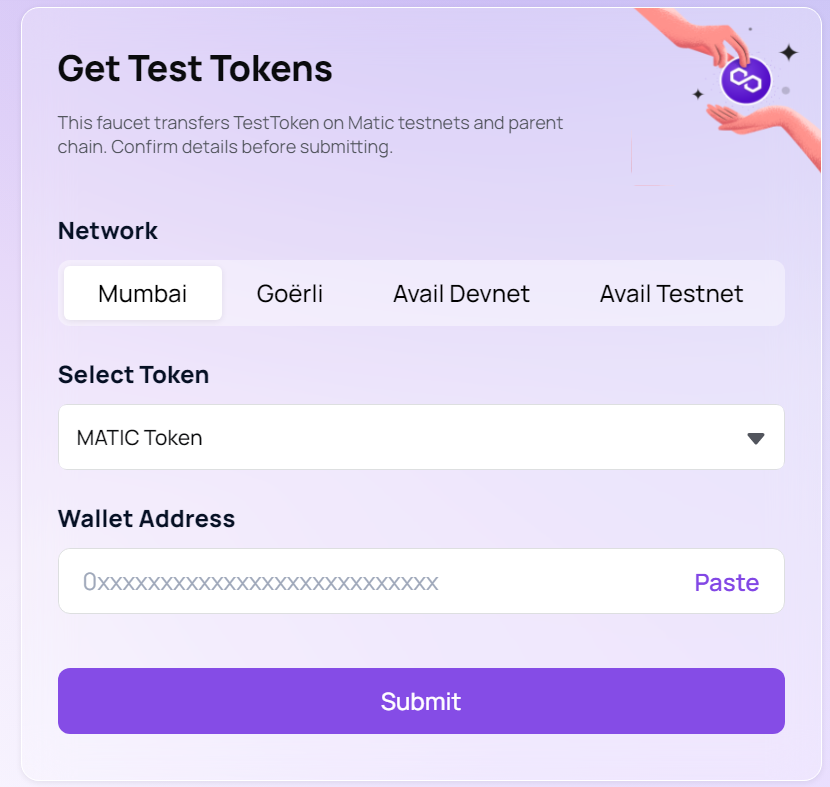 Get Test Tokens
This faucet transfers TestToken on Matic testnets and parent
chain. Confirm details before submitting.
Network
Mumbai Goërli Avail Devnet Avail Testnet
Select Token
MATIC Token
Wallet Address
0xxxxxxxxxxxxxxxxxxxxxxxxxxxx Paste
Submit